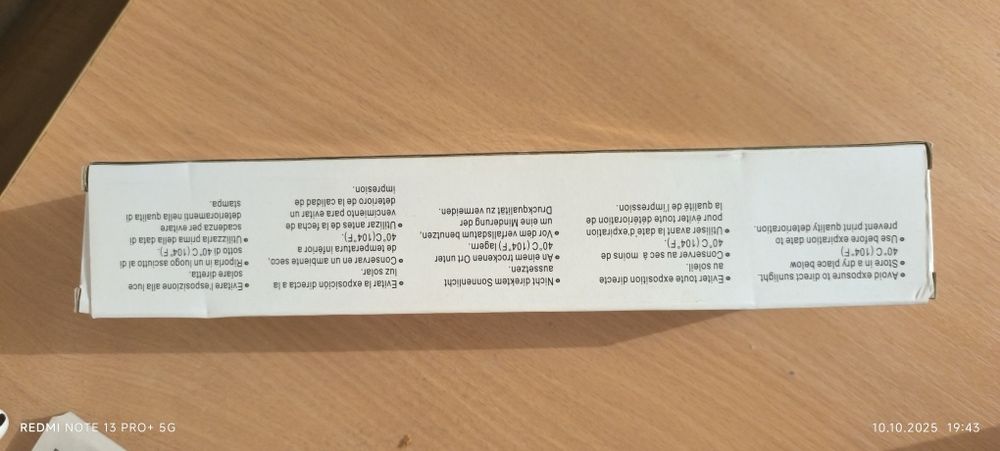 ● Avoid exposure to direct sunlight.
● Store in a dry place below
40°C (104°F)
● Use before expiration date to
prevent print quality deterioration.
● Eviter toute exposition directe
au soleil.
● Conserver au sec à moins de
40°C (104°F).
● Utiliser avant la daté d'expiration
pour éviter toute détérioration de
la qualité de l'impression.
Nicht direktem Sonnenlicht
aussetzen.
● An einem trockenen Ort unter
40°C (104°F) lagern.
● Vor dem verfallsdatum benutzen,
um eine Minderung der
Druckqualität zu vermeiden.
● Evitar la exposición directa a la
luz solar.
● Conservar en un ambiente seco,
de temperatura inferior a
40°C(104°F).
● Utilizar antes de la fecha de
vencimiento para evitar un
deterioro de la calidad de
impresion.
● Evitare l'esposizione alla luce
solare diretta.
● Riporla in un luogo asciutto al di
sotto di 40°C (104°F).
● Utilizzarla prima della data di
scadenza per evitare
deterioramenti nella qualita di
stampa.
REDMI NOTE 13 PRO+ 5G
10.10.2025 19:43